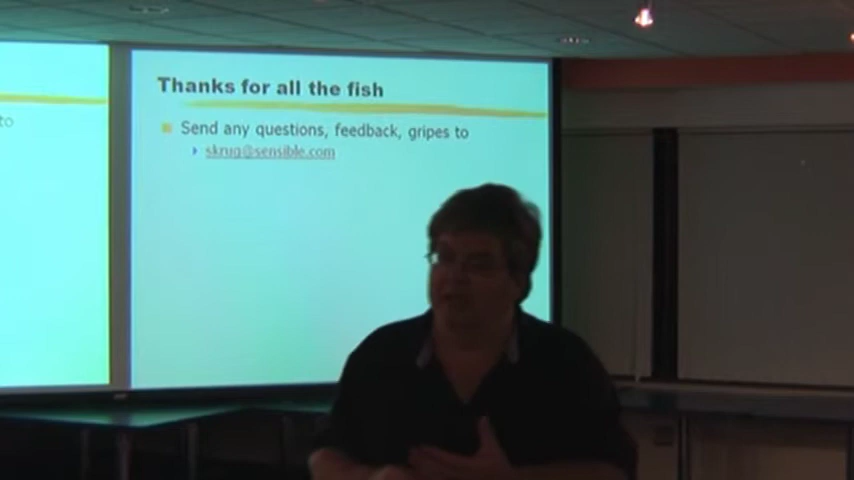 to
Thanks for all the fish
Send any questions, feedback, gripes to
skrug@sensible.com